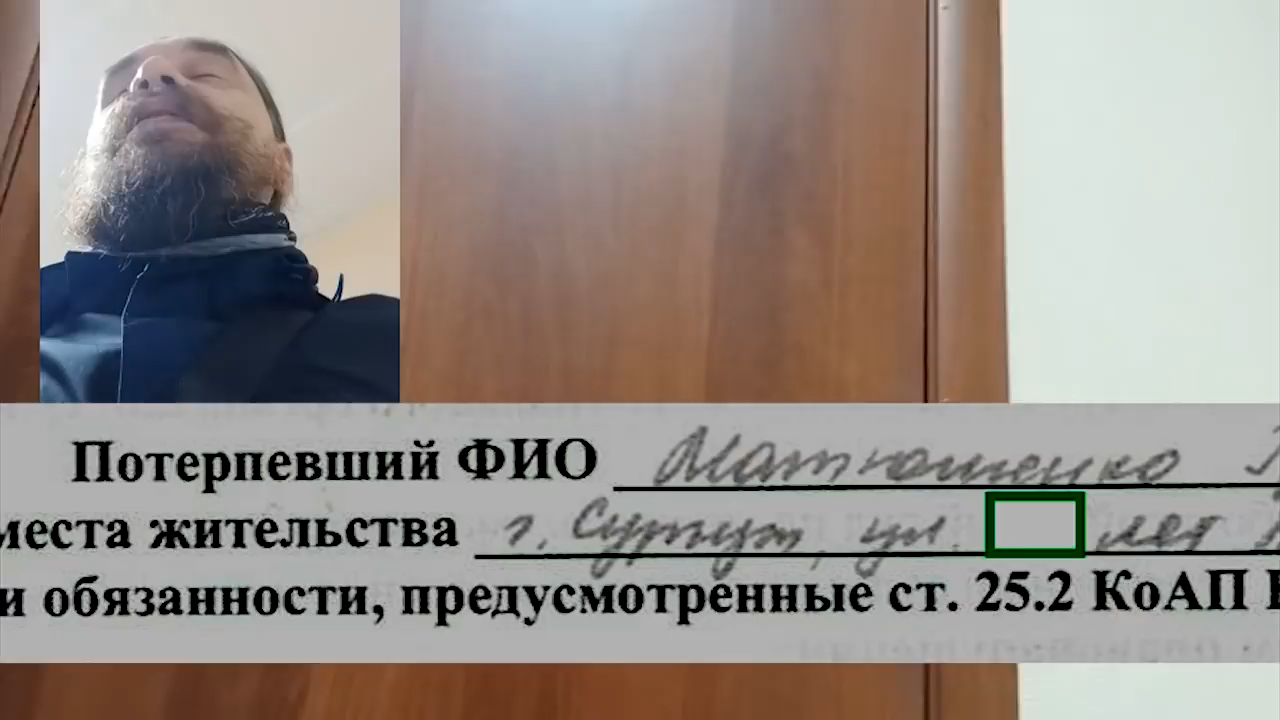 Потерпевший ФИО Матюшенко
места жительства г. Сургут, ул. лет
и обязанности, предусмотренные ст. 25.2 КоАП